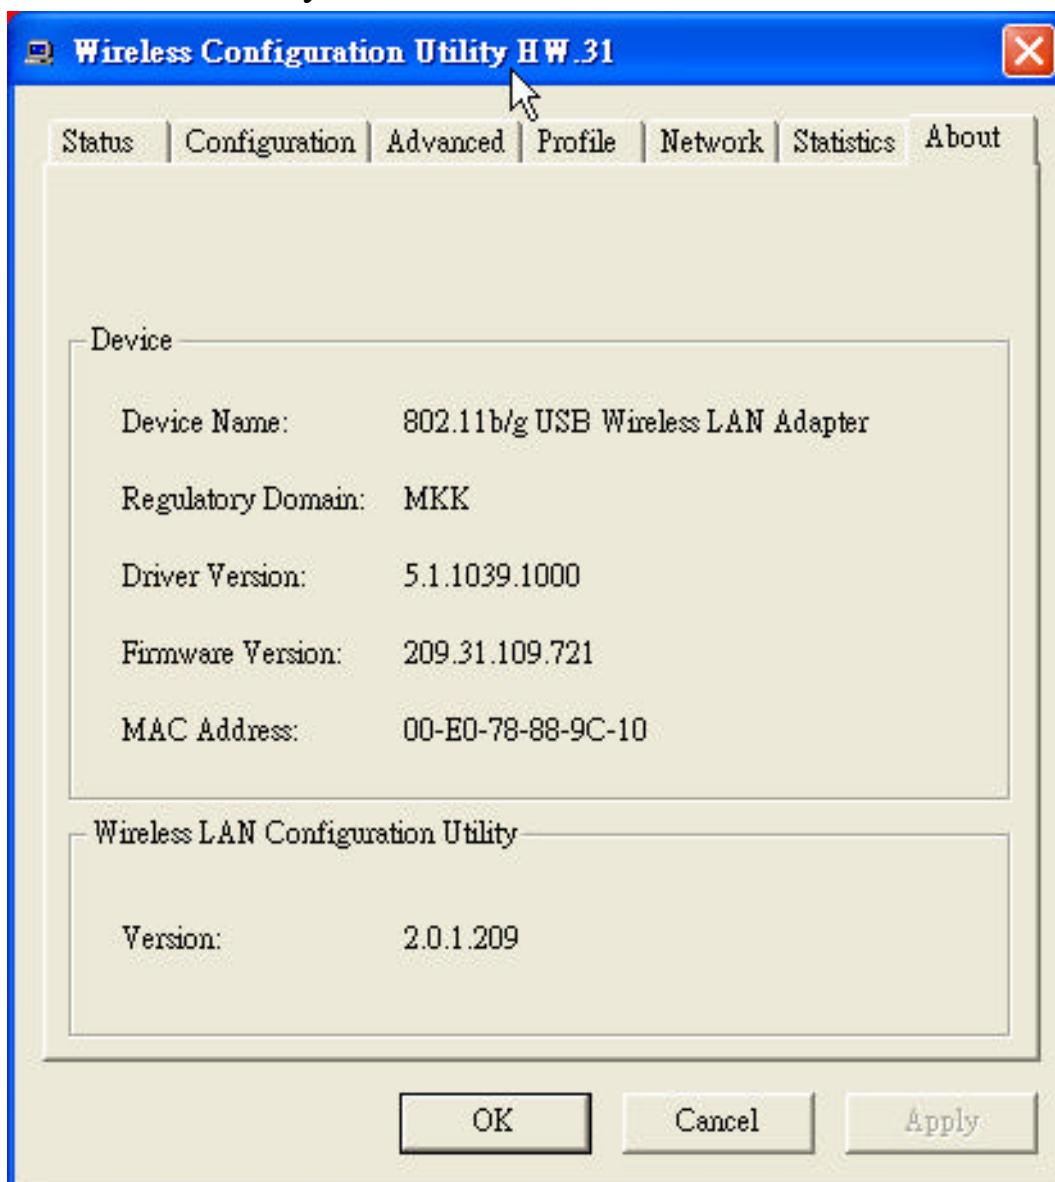 Wireless Configuration Utility HW.31
Status Configuration Advanced Profile Network Statistics About
Device
Device Name: 802.11b/g USB Wireless LAN Adapter
Regulatory Domain: MKK
Driver Version: 5.1.1039.1000
Firmware Version: 209.31.109.721
MAC Address: 00-E0-78-88-9C-10
Wireless LAN Configuration Utility
Version: 2.0.1.209
OK Cancel Apply